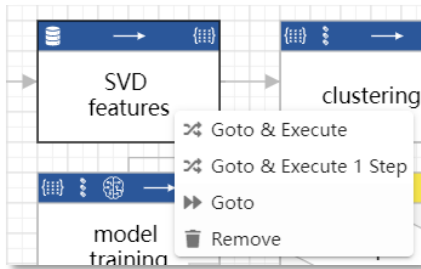 SVD
features
clustering
Goto & Execute
Goto & Execute 1 Step
Goto
Remove
model
training